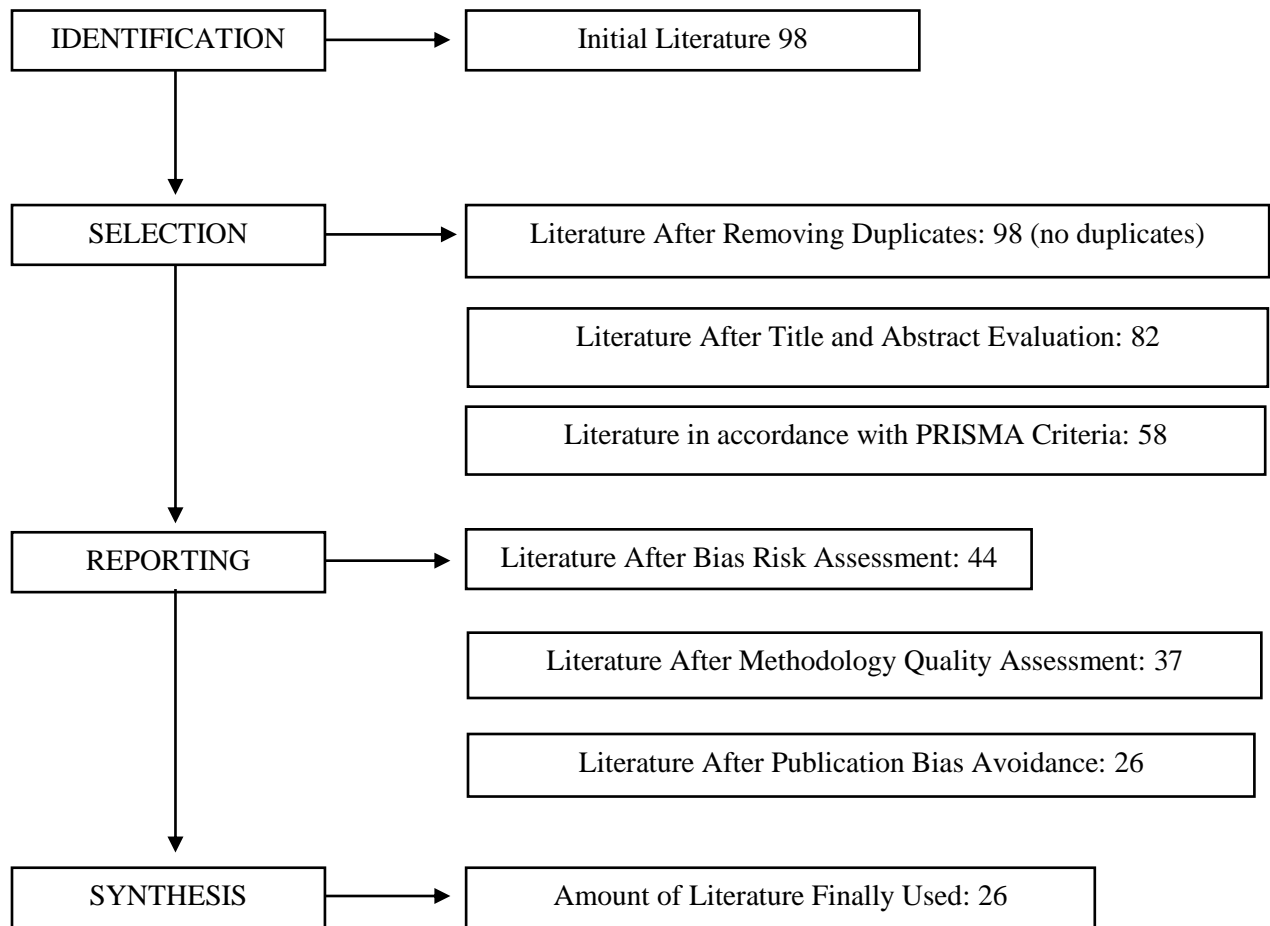 IDENTIFICATION
Initial Literature 98
SELECTION
Literature After Removing Duplicates: 98 (no duplicates)
Literature After Title and Abstract Evaluation: 82
Literature in accordance with PRISMA Criteria: 58
REPORTING
Literature After Bias Risk Assessment: 44
Literature After Methodology Quality Assessment: 37
Literature After Publication Bias Avoidance: 26
SYNTHESIS
Amount of Literature Finally Used: 26